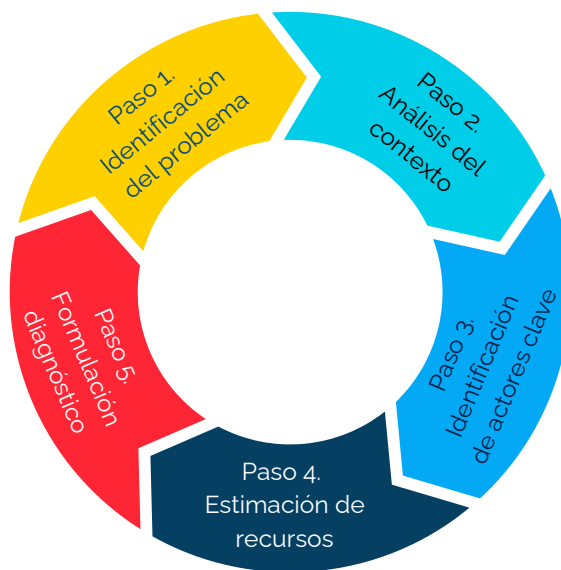 Paso 1.
Identificación
del problema
Paso 2.
Análisis del
contexto
Paso 3.
Identificación
de actores clave
Paso 4.
Estimación de
recursos
Paso 5.
Formulación
diagnóstico